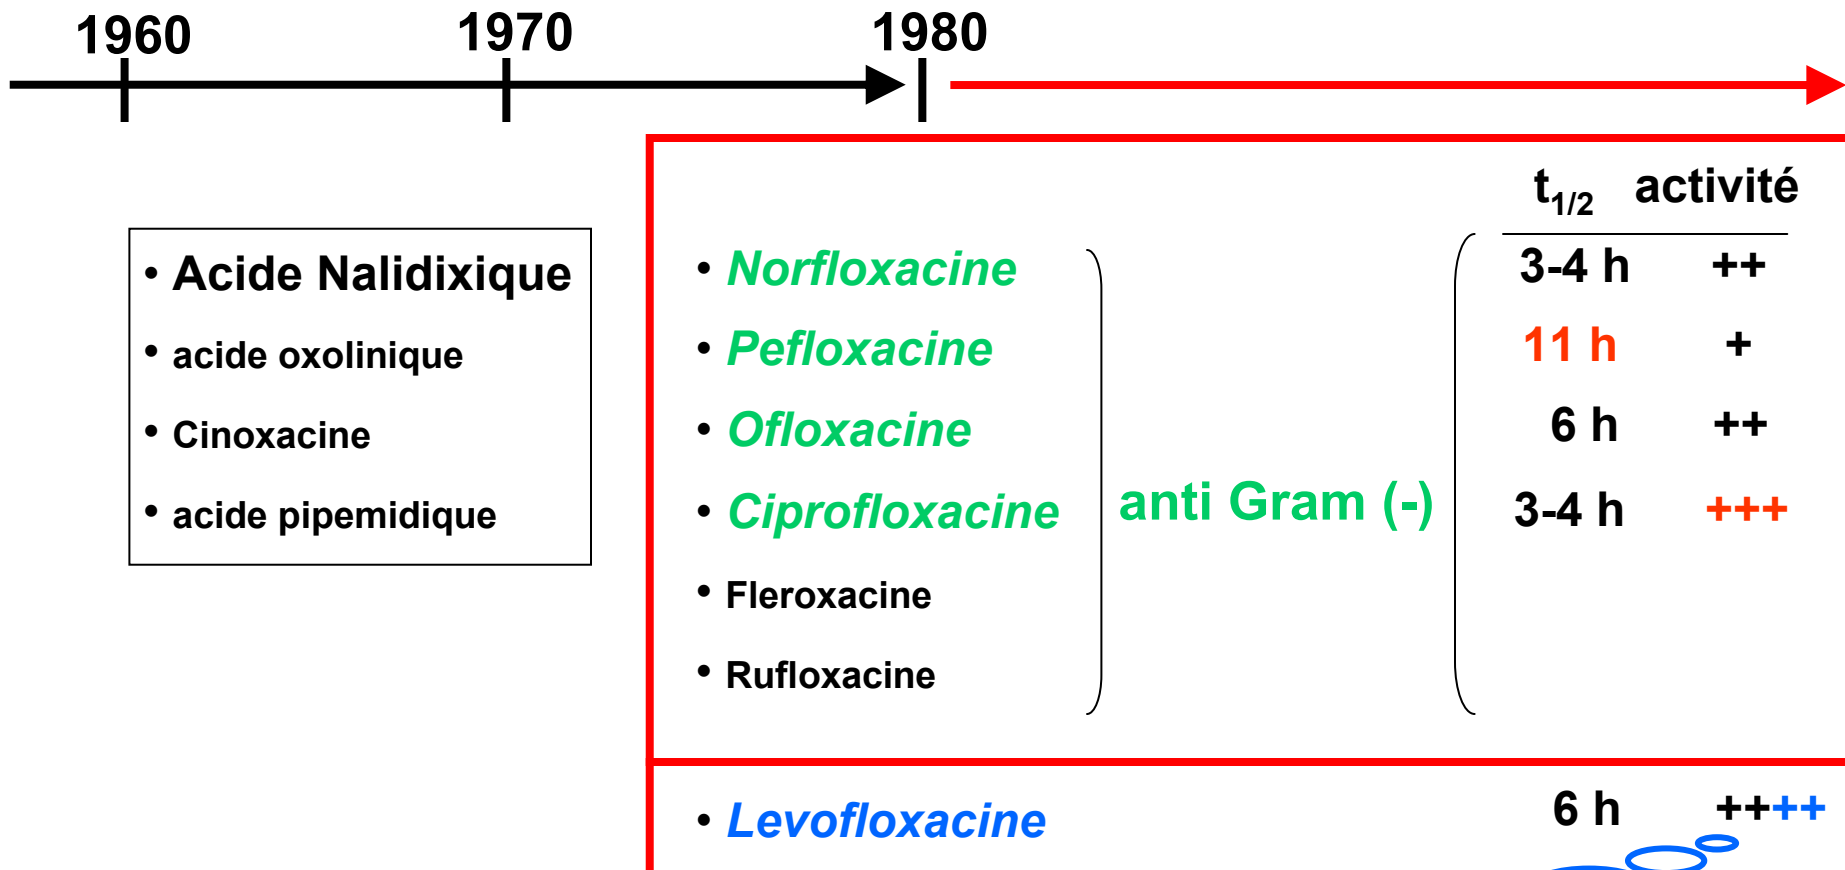 1960 1970 1980
t1/2 activité
• Acide Nalidixique
• acide oxolinique
• Cinoxacine
• acide pipemidique
• Norfloxacine 3-4 h ++
• Pefloxacine 11 h +
• Ofloxacine 6 h ++
• Ciprofloxacine anti Gram (-) 3-4 h +++
• Fleroxacine
• Rufloxacine
• Levofloxacine 6 h ++++